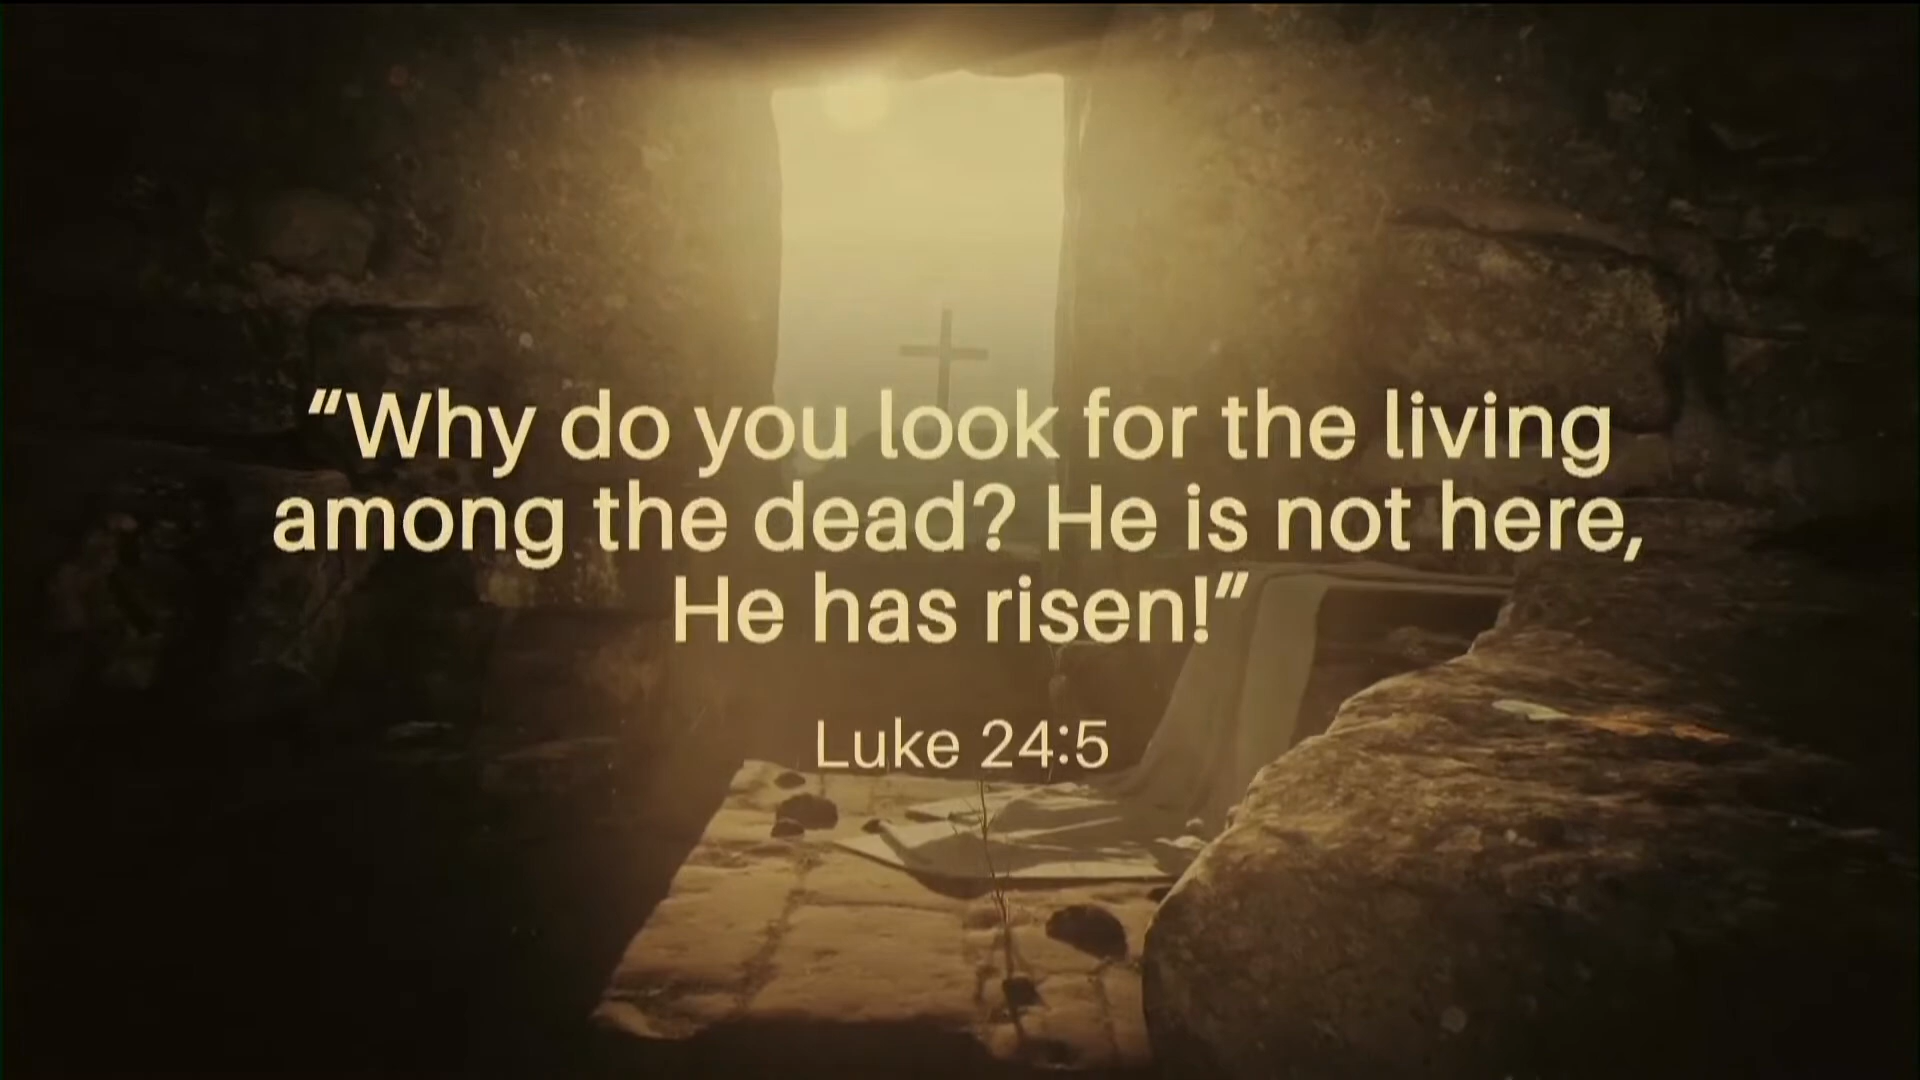 “Why do you look for the living
among the dead? He is not here,
He has risen!”
Luke 24:5